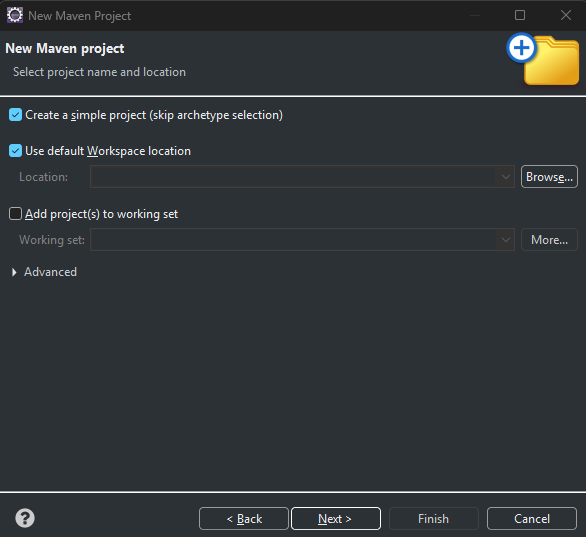 New Maven Project
New Maven project
Select project name and location
Create a simple project (skip archetype selection)
Use default Workspace location
Location:
Browse...
Add project(s) to working set
Working set:
More...
Advanced
?
< Back
Next >
Finish
Cancel